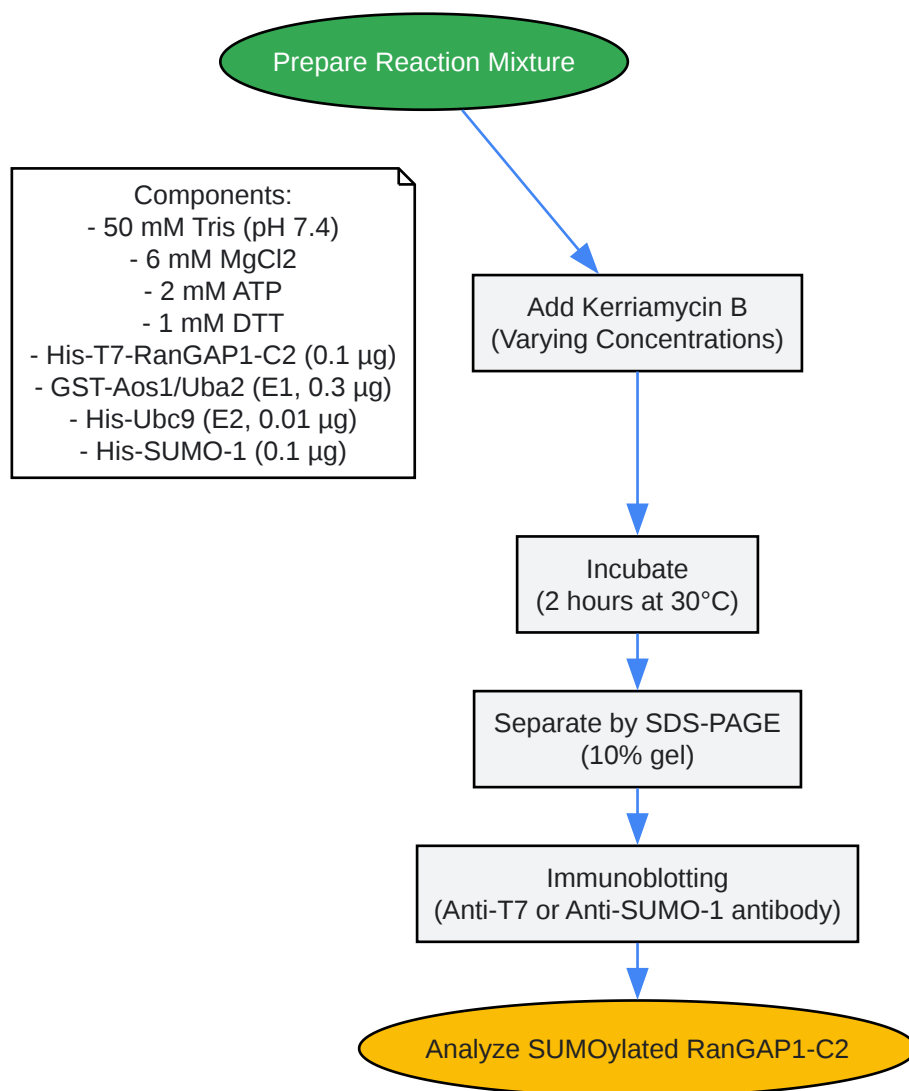 Prepare Reaction Mixture
Components:
- 50 mM Tris (pH 7.4)
- 6 mM MgCl2
- 2 mM ATP
- 1 mM DTT
- His-T7-RanGAP1-C2 (0.1 µg)
- GST-Aos1/Uba2 (E1, 0.3 µg)
- His-Ubc9 (E2, 0.01 µg)
- His-SUMO-1 (0.1 µg)
Add Kerriamycin B
(Varying Concentrations)
Incubate
(2 hours at 30°C)
Separate by SDS-PAGE
(10% gel)
Immunoblotting
(Anti-T7 or Anti-SUMO-1 antibody)
Analyze SUMOylated RanGAP1-C2